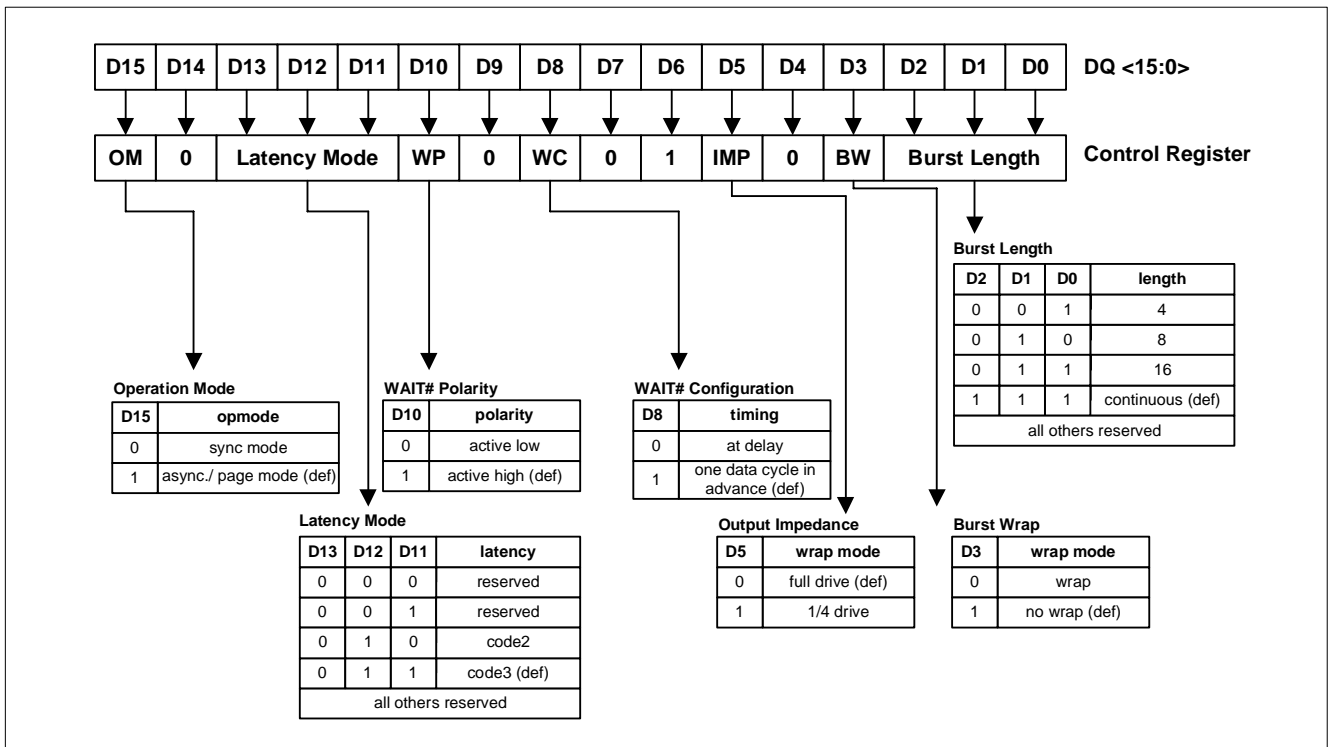 D15 D14 D13 D12 D11 D10 D9 D8 D7 D6 D5 D4 D3 D2 D1 D0 DQ <15:0>
OM 0 Latency Mode WP 0 WC 0 1 IMP 0 BW Burst Length Control Register
Burst Length
D2 D1 D0 length
0 0 1 4
0 1 0 8
0 1 1 16
1 1 1 continuous (def)
all others reserved
Operation Mode
D15 opmode
0 sync mode
1 async./ page mode (def)
WAIT# Polarity
D10 polarity
0 active low
1 active high (def)
WAIT# Configuration
D8 timing
0 at delay
1 one data cycle in
advance (def)
Latency Mode
D13 D12 D11 latency
0 0 0 reserved
0 0 1 reserved
0 1 0 code2
0 1 1 code3 (def)
all others reserved
Output Impedance
D5 wrap mode
0 full drive (def)
1 1/4 drive
Burst Wrap
D3 wrap mode
0 wrap
1 no wrap (def)